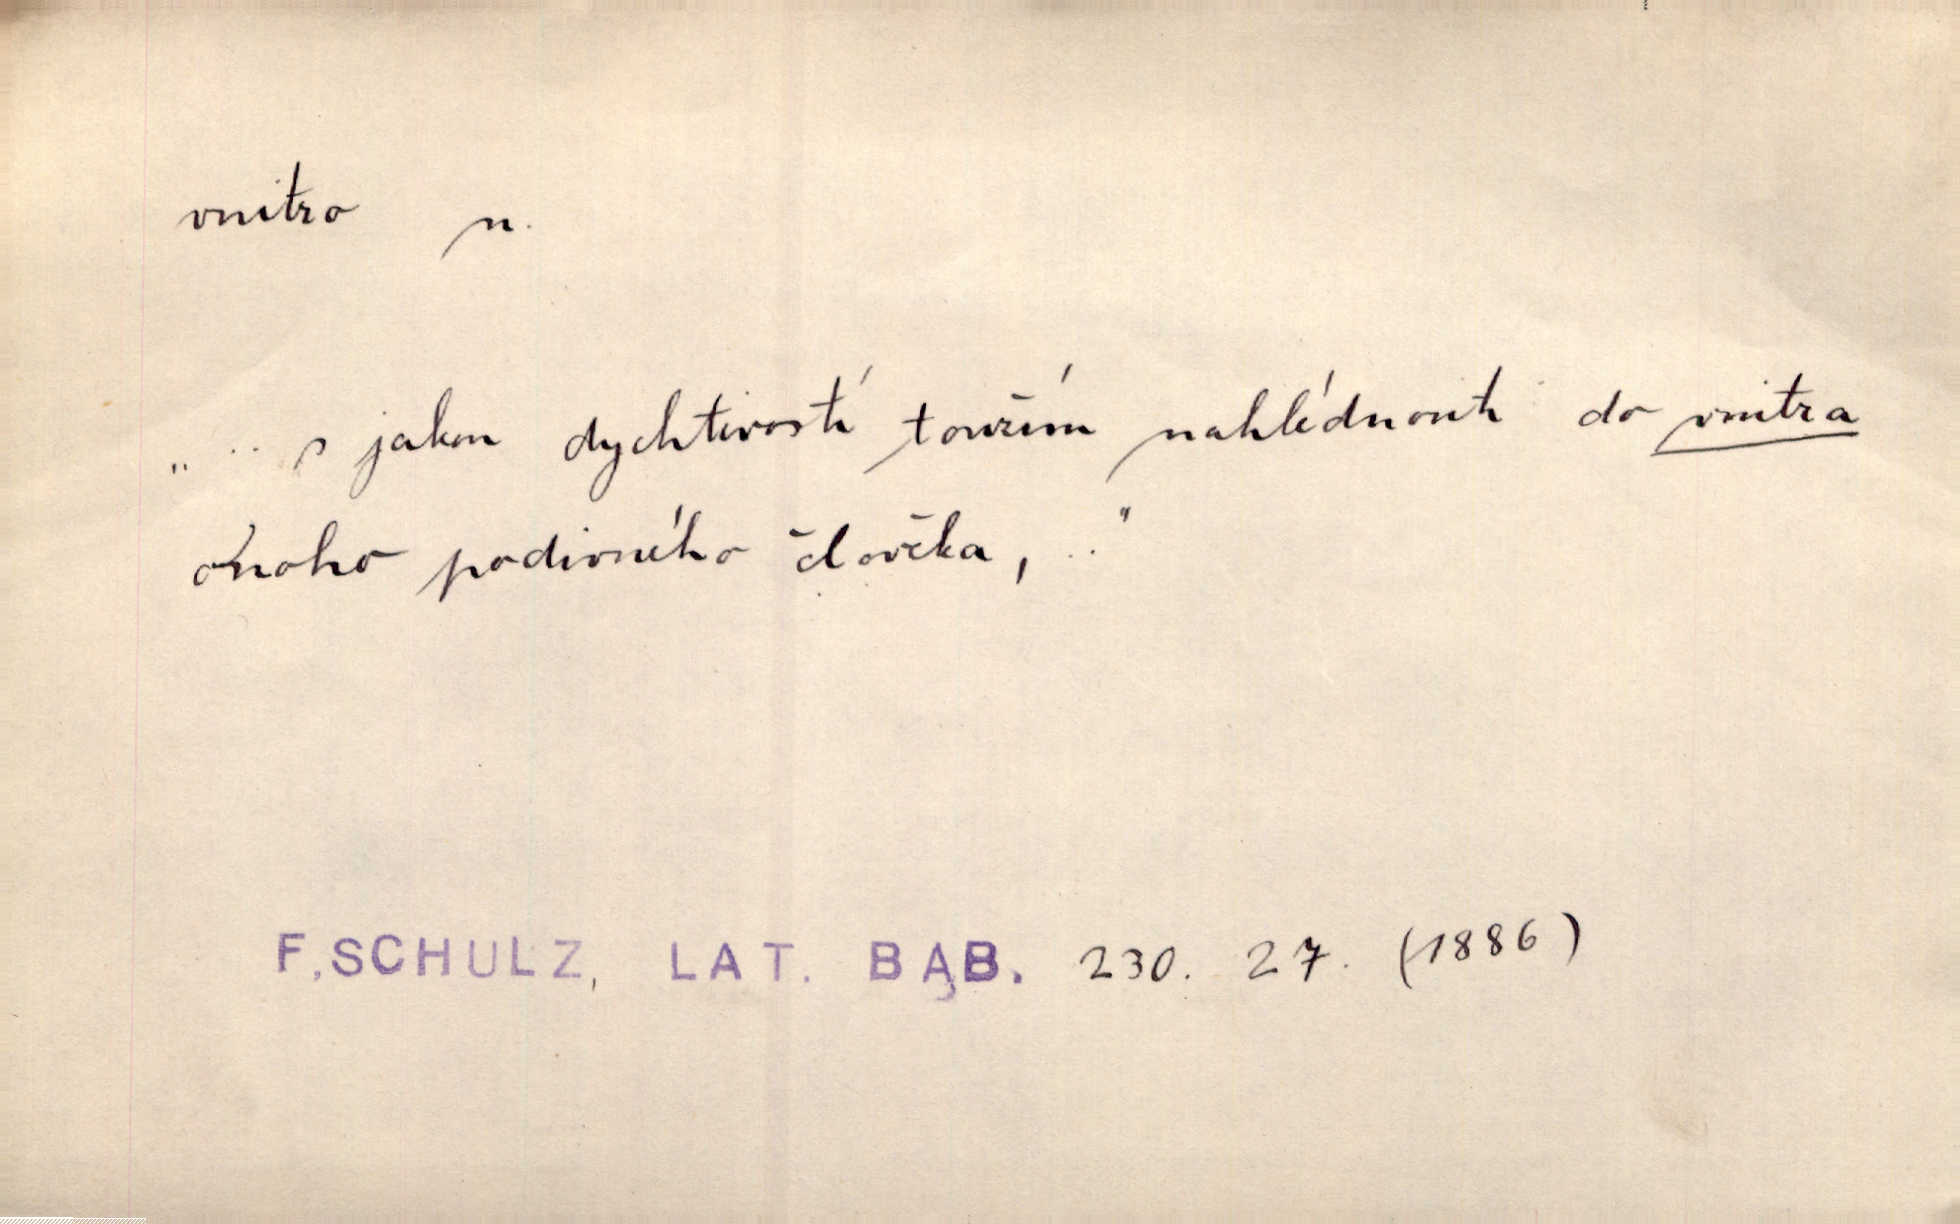 vnitro n.
„ .. s jakou dychtivostí toužím nahlédnouti do vnitra
onoho podivného člověka, .."
F. SCHULZ, LAT. BAB. 230. 27. (1886)